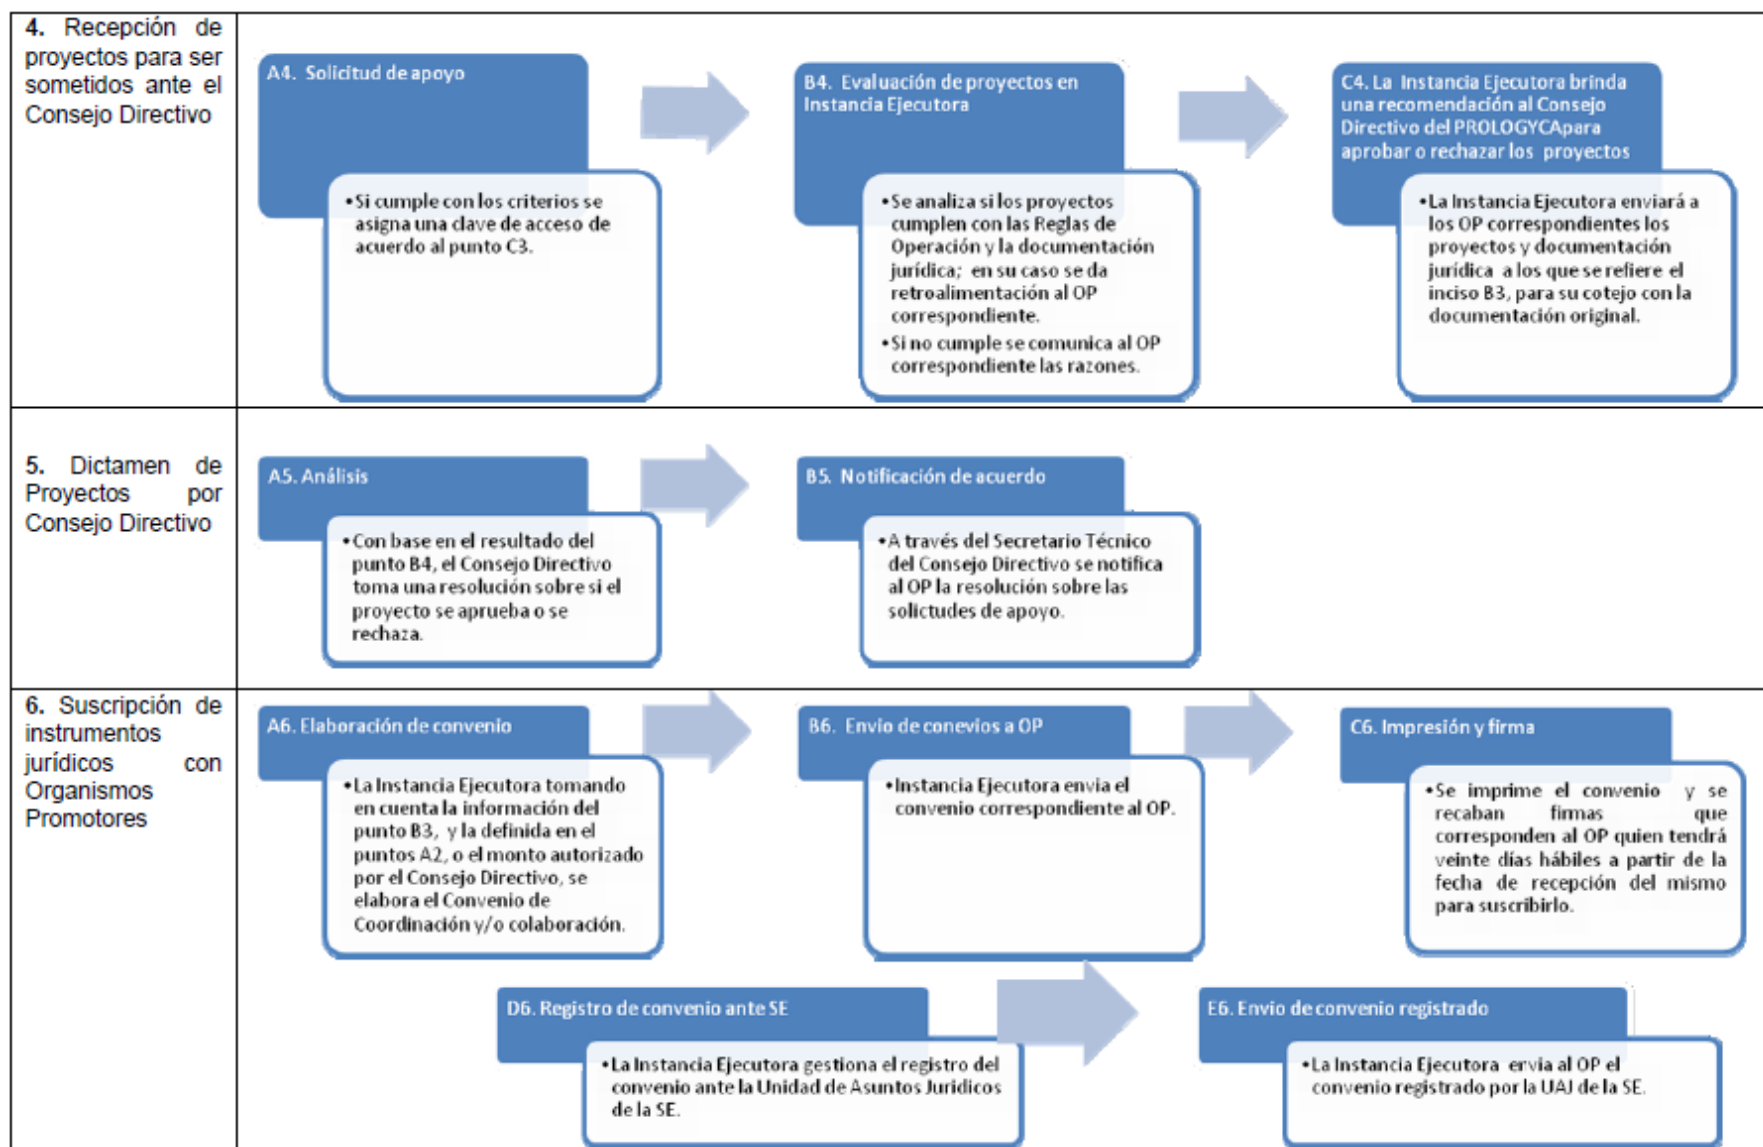 4. Recepción de
proyectos para ser
sometidos ante el
Consejo Directivo
A4. Solicitud de apoyo
•Si cumple con los criterios se
asigna una clave de acceso de
acuerdo al punto C3.
B4. Evaluación de proyectos en
Instancia Ejecutora
•Se analiza si los proyectos
cumplen con las Reglas de
Operación y la documentación
jurídica; en su caso se da
retroalimentación al OP
correspondiente.
•Si no cumple se comunica al OP
correspondiente las razones.
C4. La Instancia Ejecutora brinda
una recomendación al Consejo
Directivo del PROLOGYCApara
aprobar o rechazar los proyectos
•La Instancia Ejecutora enviará a
los OP correspondientes los
proyectos y documentación
jurídica a los que se refiere el
inciso B3, para su cotejo con la
documentación original.
5. Dictamen de
Proyectos por
Consejo Directivo
A5. Análisis
•Con base en el resultado del
punto B4, el Consejo Directivo
toma una resolución sobre si el
proyecto se aprueba o se
rechaza.
B5. Notificación de acuerdo
•A través del Secretario Técnico
del Consejo Directivo se notifica
al OP la resolución sobre las
solictudes de apoyo.
6. Suscripción de
instrumentos
jurídicos con
Organismos
Promotores
A6. Elaboración de convenio
•La Instancia Ejecutora tomando
en cuenta la información del
punto B3, y la definida en el
puntos A2, o el monto autorizado
por el Consejo Directivo, se
elabora el Convenio de
Coordinación y/o colaboración.
B6. Envio de conevios a OP
•Instancia Ejecutora envia el
convenio correspondiente al OP.
C6. Impresión y firma
•Se imprime el convenio y se
recaban firmas que
corresponden al OP quien tendrá
veinte días hábiles a partir de la
fecha de recepción del mismo
para suscribirlo.
D6. Registro de convenio ante SE
•La Instancia Ejecutora gestiona el registro del
convenio ante la Unidad de Asuntos Juridicos
de la SE.
E6. Envio de convenio registrado
•La Instancia Ejecutora envia al OP el
convenio registrado por la UAJ de la SE.